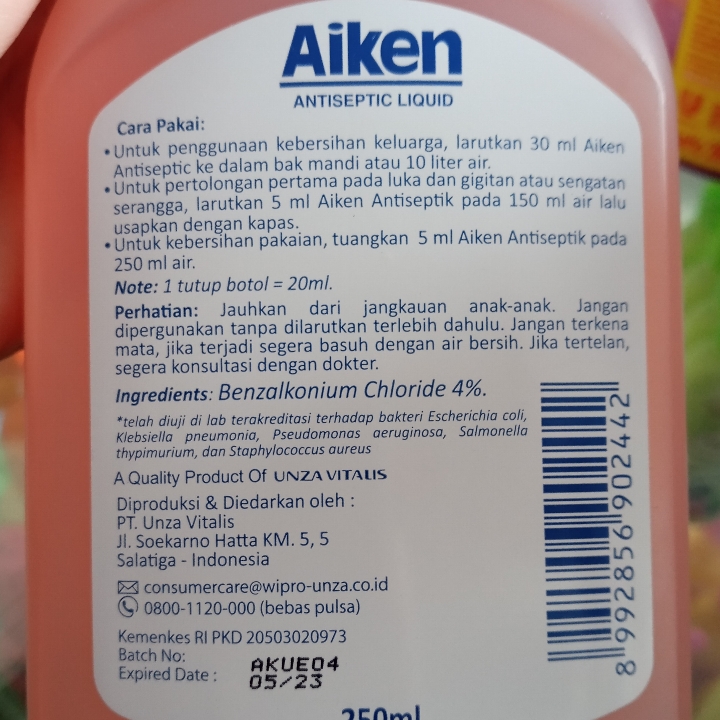 Aiken
ANTISEPTIC LIQUID
Cara Pakai:
• Untuk penggunaan kebersihan keluarga, larutkan 30 ml Aiken
Antiseptic ke dalam bak mandi atau 10 liter air.
• Untuk pertolongan pertama pada luka dan gigitan atau sengatan
serangga, larutkan 5 ml Aiken Antiseptik pada 150 ml air lalu
usapkan dengan kapas.
• Untuk kebersihan pakaian, tuangkan 5 ml Aiken Antiseptik pada
250 ml air.
Note: 1 tutup botol = 20ml.
Perhatian: Jauhkan dari jangkauan anak-anak. Jangan
dipergunakan tanpa dilarutkan terlebih dahulu. Jangan terkena
mata, jika terjadi segera basuh dengan air bersih. Jika tertelan,
segera konsultasi dengan dokter.
Ingredients: Benzalkonium Chloride 4%.
*telah diuji di lab terakreditasi terhadap bakteri Escherichia coli,
Klebsiella pneumonia, Pseudomonas aeruginosa, Salmonella
thypimurium, dan Staphylococcus aureus
A Quality Product Of UNZA VITALIS
Diproduksi & Diedarkan oleh :
PT. Unza Vitalis
Jl. Soekarno Hatta KM. 5, 5
Salatiga - Indonesia
consumercare@wipro-unza.co.id
0800-1120-000 (bebas pulsa)
Kemenkes RI PKD 20503020973
Batch No: AKUE04
Expired Date : 05/23
8 992856 902442
250ml